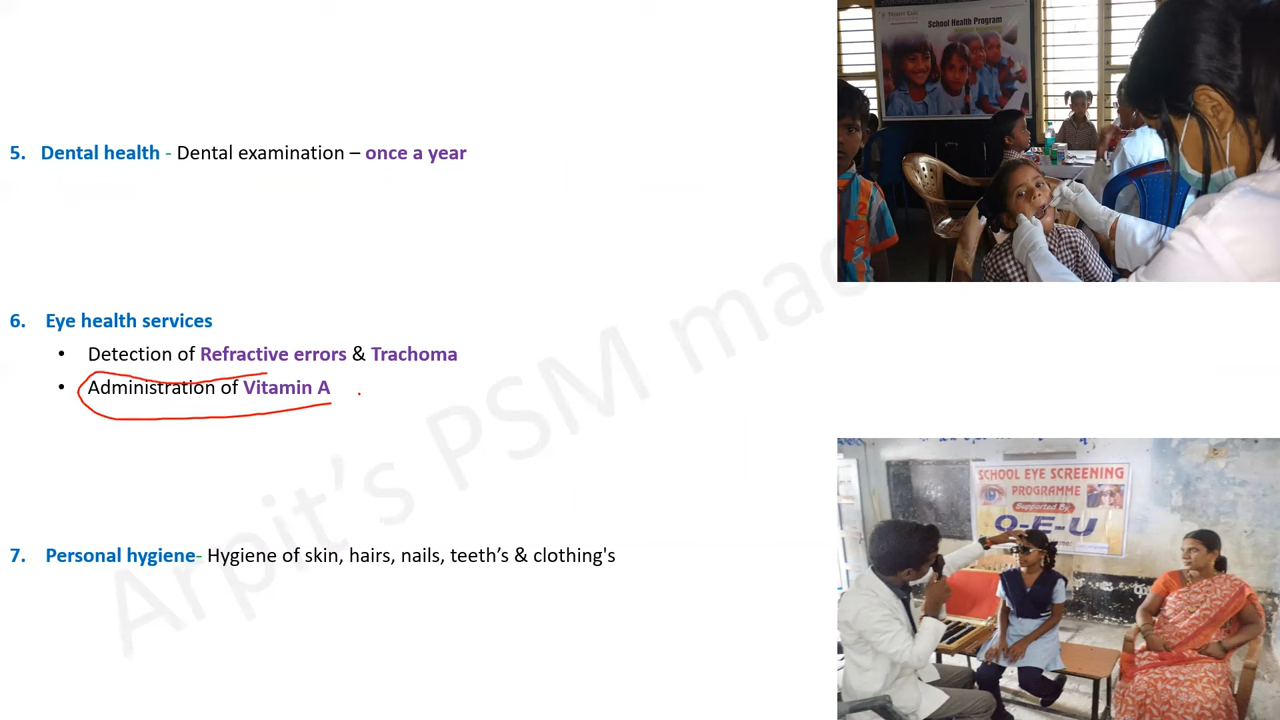 School Health Program
5. Dental health - Dental examination – once a year
6. Eye health services
• Detection of Refractive errors & Trachoma
• Administration of Vitamin A
SCHOOL EYE SCREENING
PROGRAMME
Supported By
O-E-U
7. Personal hygiene- Hygiene of skin, hairs, nails, teeth’s & clothing's
Arpit’s PSM mac